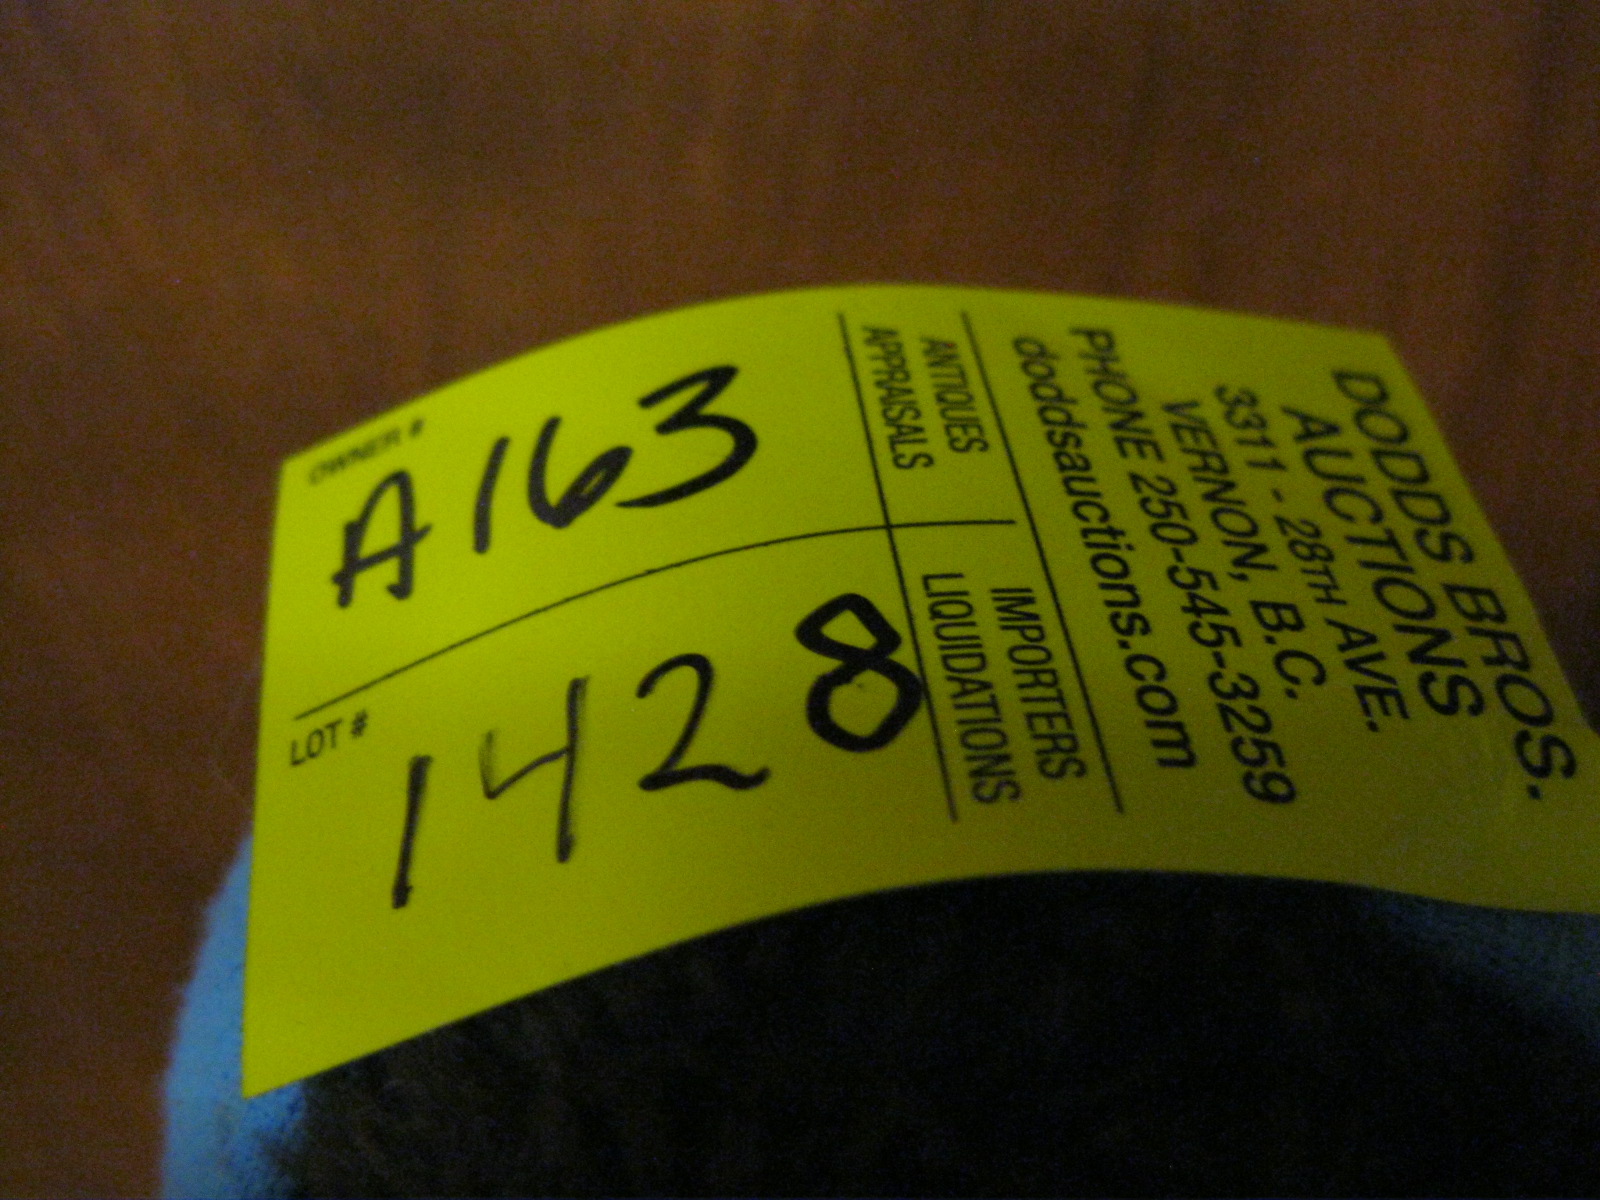 DODDS BROS.
AUCTIONS
3311 - 28TH AVE.
VERNON, B.C.
PHONE 250-545-3259
doddsauctions.com
ANTIQUES
APPRAISALS
IMPORTERS
LIQUIDATIONS
OWNER #
A163
LOT #
1428